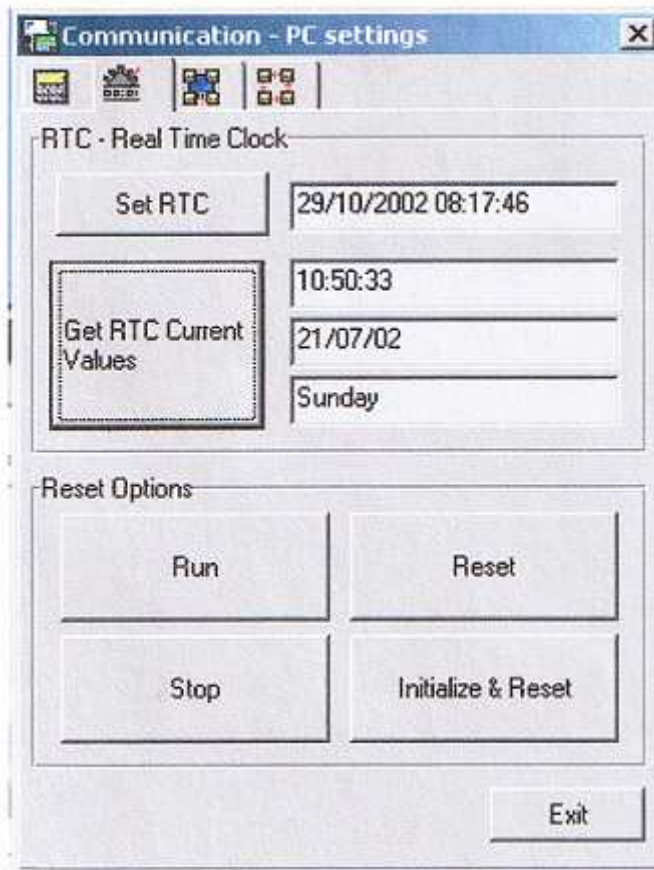 Communication - PC settings
RTC - Real Time Clock
Set RTC
29/10/2002 08:17:46
Get RTC Current
Values
10:50:33
21/07/02
Sunday
Reset Options
Run
Reset
Stop
Initialize & Reset
Exit